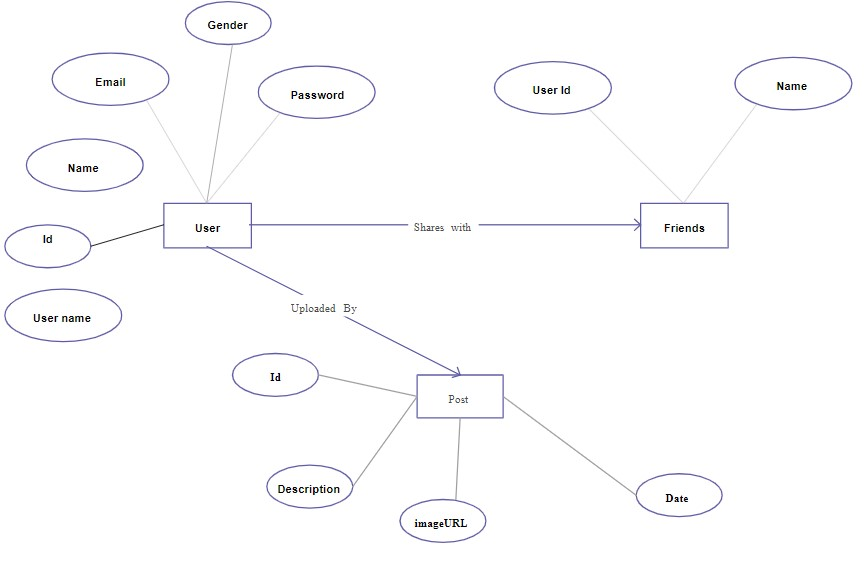 Gender
Email
Password
User Id
Name
Name
User
Shares with
Friends
Id
User name
Uploaded By
Id
Post
Description
imageURL
Date